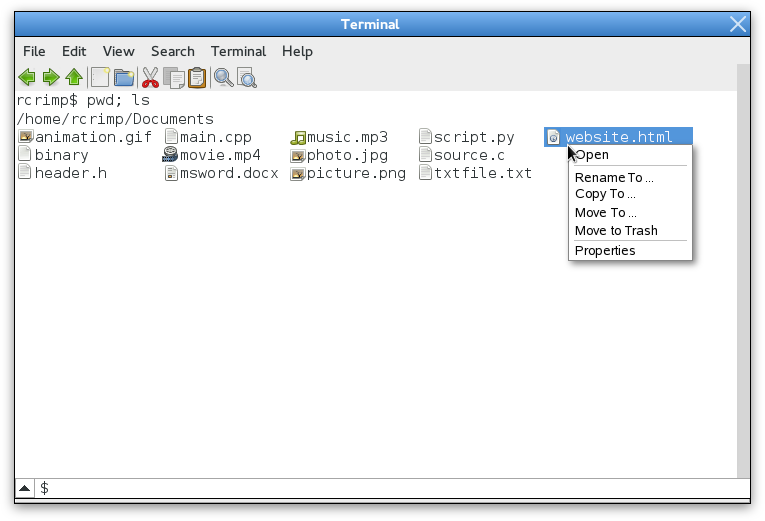 Terminal
File Edit View Search Terminal Help
rcrimp$ pwd; ls
/home/rcrimp/Documents
animation.gif main.cpp music.mp3 script.py website.html
binary movie.mp4 photo.jpg source.c
header.h msword.docx picture.png txtfile.txt
Open
Rename To ...
Copy To ...
Move To ...
Move to Trash
Properties
$